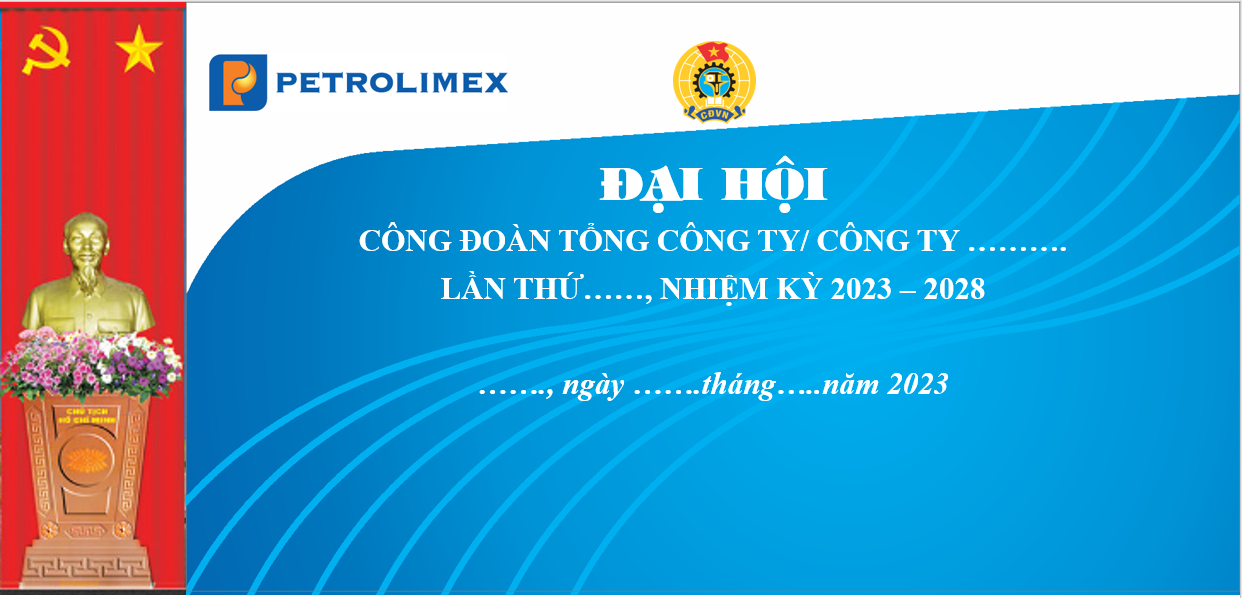 PETROLIMEX
CĐVN
ĐẠI HỘI
CÔNG ĐOÀN TỔNG CÔNG TY/ CÔNG TY ……….
LẦN THỨ……, NHIỆM KỲ 2023 – 2028
……., ngày …….tháng…..năm 2023
CHỦ TỊCH
HỒ CHÍ MINH